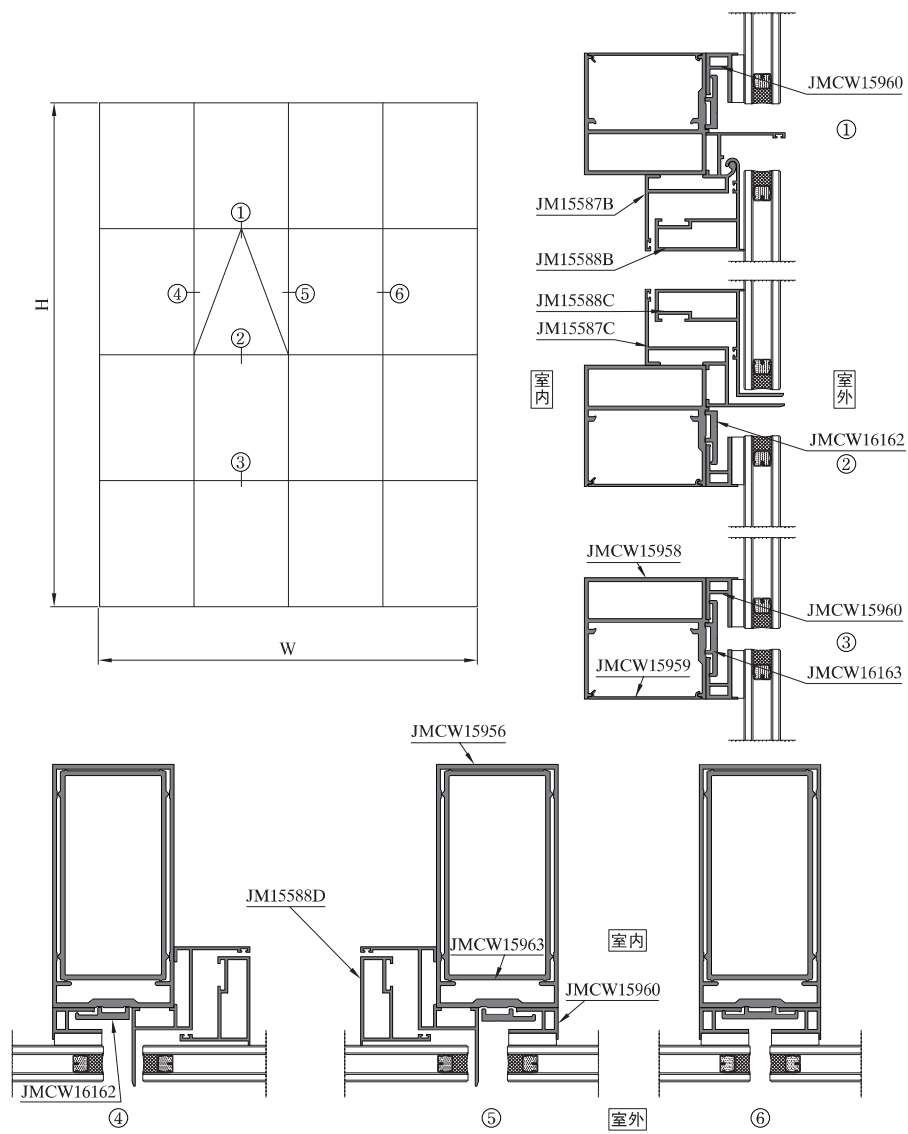 JMCW15960
①
JM15587B
JM15588B
①
④
⑤
⑥
②
③
H
W
JM15588C
JM15587C
室内
室外
JMCW16162
②
JMCW15958
JMCW15960
③
JMCW15959
JMCW16163
JMCW15956
JM15588D
JMCW15963
室内
JMCW15960
JMCW16162
④
⑤
室外
⑥